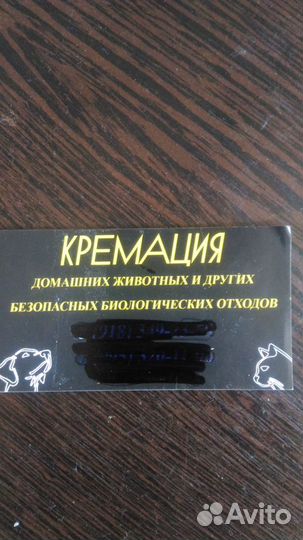 КРЕМАЦИЯ
ДОМАШНИХ ЖИВОТНЫХ И ДРУГИХ
БЕЗОПАСНЫХ БИОЛОГИЧЕСКИХ ОТХОДОВ
Avito